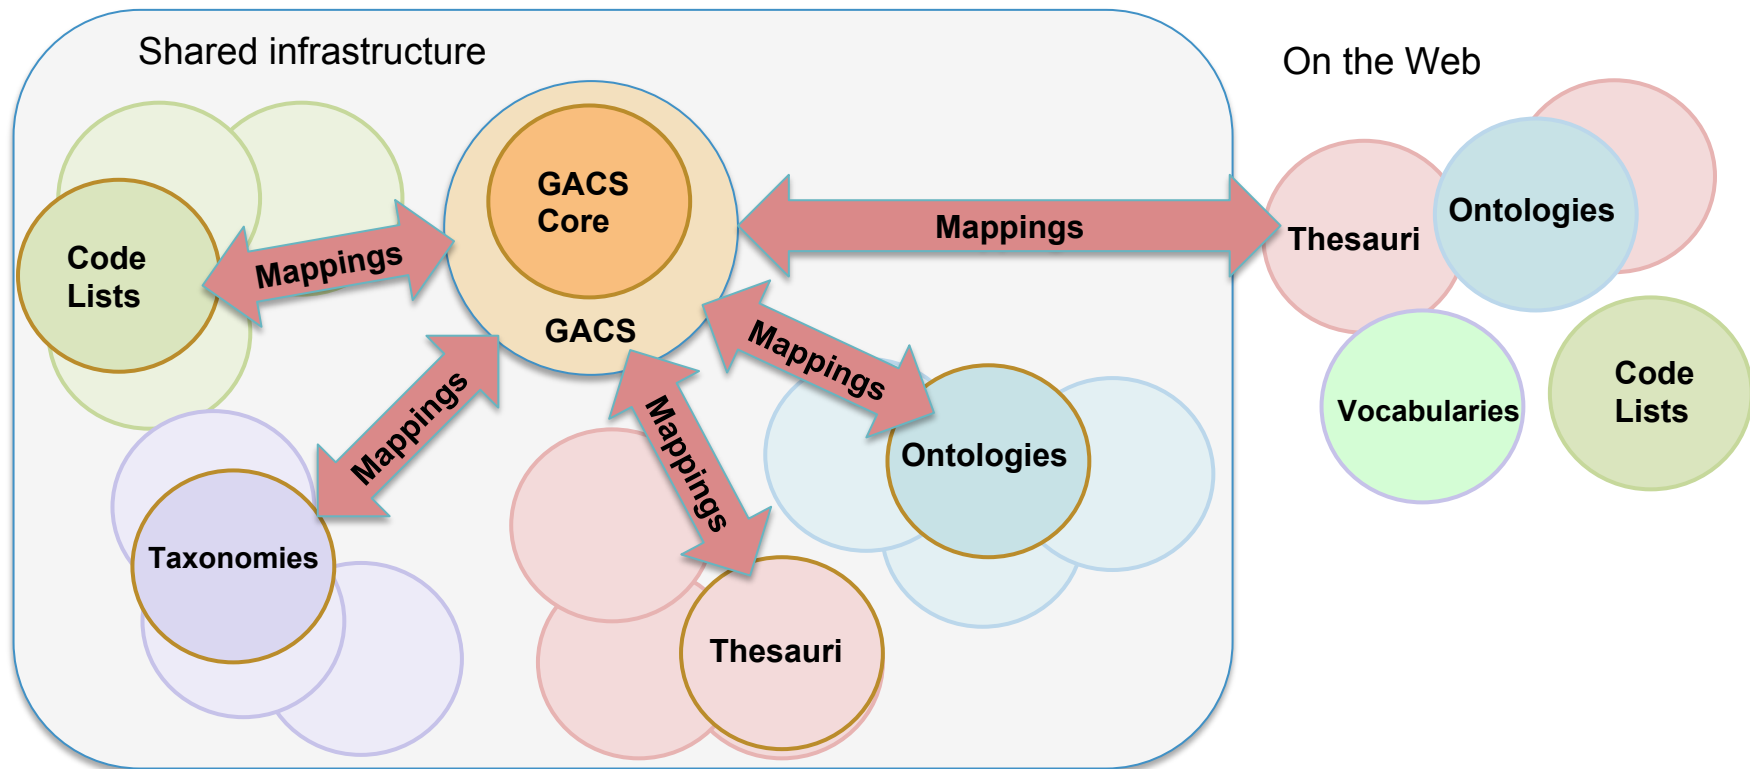 Shared infrastructure
On the Web
GACS
Core
GACS
Code
Lists
Mappings
Mappings
Mappings
Mappings
Mappings
Taxonomies
Thesauri
Ontologies
Thesauri
Ontologies
Vocabularies
Code
Lists